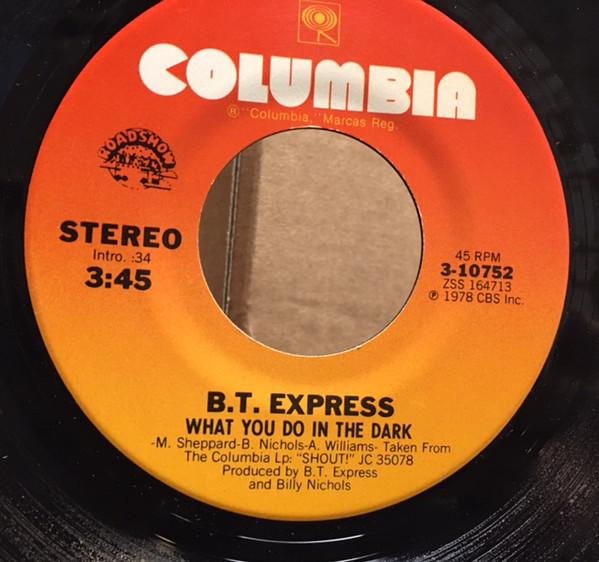 COLUMBIA
® "Columbia," Marcas Reg.
ROADSHOW
STEREO
Intro. :34
3:45
45 RPM
3-10752
ZSS 164713
℗ 1978 CBS Inc.
B.T. EXPRESS
WHAT YOU DO IN THE DARK
-M. Sheppard-B. Nichols-A. Williams- Taken From
The Columbia Lp: "SHOUT!" JC 35078
Produced by B.T. Express
and Billy Nichols